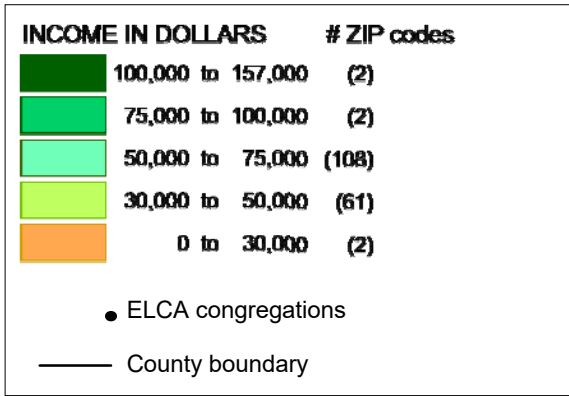 INCOME IN DOLLARS # ZIP codes
100,000 to 157,000 (2)
75,000 to 100,000 (2)
50,000 to 75,000 (108)
30,000 to 50,000 (61)
0 to 30,000 (2)
ELCA congregations
County boundary